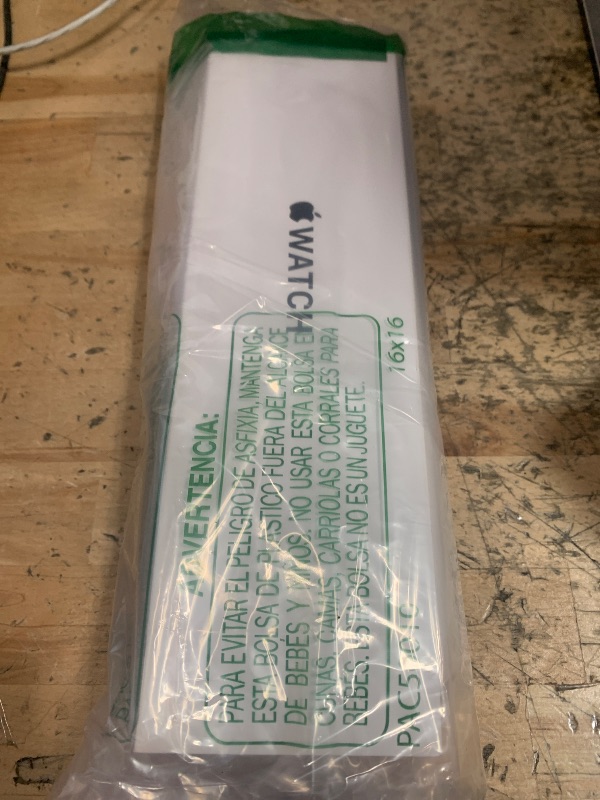 WATCH
ADVERTENCIA:
PARA EVITAR EL PELIGRO DE ASFIXIA, MANTENGA
ESTA BOLSA DE PLASTICO FUERA DEL ALCANCE
DE BEBÉS Y NIÑOS. NO USAR ESTA BOLSA EN
CUNAS, CAMAS, CARRIOLAS O CORRALES PARA
BEBES. ESTA BOLSA NO ES UN JUGUETE.
16x16